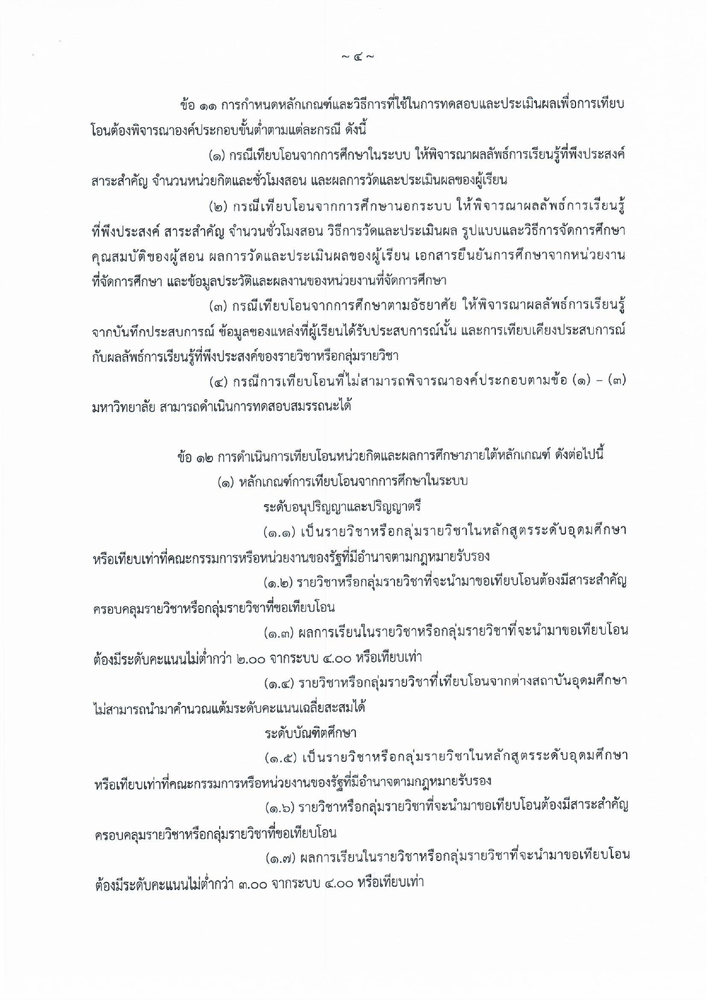 ~ ๔ ~
ข้อ ๑๑ การกำหนดหลักเกณฑ์และวิธีการที่ใช้ในการทดสอบและประเมินผลเพื่อการเทียบ
โอนต้องพิจารณาองค์ประกอบขั้นต่ำตามแต่ละกรณี ดังนี้
(๑) กรณีเทียบโอนจากการศึกษาในระบบ ให้พิจารณาผลลัพธ์การเรียนรู้ที่พึงประสงค์
สาระสำคัญ จำนวนหน่วยกิตและชั่วโมงสอน และผลการวัดและประเมินผลของผู้เรียน
(๒) กรณีเทียบโอนจากการศึกษานอกระบบ ให้พิจารณาผลลัพธ์การเรียนรู้
ที่พึงประสงค์ สาระสำคัญ จำนวนชั่วโมงสอน วิธีการวัดและประเมินผล รูปแบบและวิธีการจัดการศึกษา
คุณสมบัติของผู้สอน ผลการวัดและประเมินผลของผู้เรียน เอกสารยืนยันการศึกษาจากหน่วยงาน
ที่จัดการศึกษา และข้อมูลประวัติและผลงานของหน่วยงานที่จัดการศึกษา
(๓) กรณีเทียบโอนจากการศึกษาตามอัธยาศัย ให้พิจารณาผลลัพธ์การเรียนรู้
จากบันทึกประสบการณ์ ข้อมูลของแหล่งที่ผู้เรียนได้รับประสบการณ์นั้น และการเทียบเคียงประสบการณ์
กับผลลัพธ์การเรียนรู้ที่พึงประสงค์ของรายวิชาหรือกลุ่มรายวิชา
(๔) กรณีการเทียบโอนที่ไม่สามารถพิจารณาองค์ประกอบตามข้อ (๑) – (๓)
มหาวิทยาลัย สามารถดำเนินการทดสอบสมรรถนะได้
ข้อ ๑๒ การดำเนินการเทียบโอนหน่วยกิตและผลการศึกษาภายใต้หลักเกณฑ์ ดังต่อไปนี้
(๑) หลักเกณฑ์การเทียบโอนจากการศึกษาในระบบ
ระดับอนุปริญญาและปริญญาตรี
(๑.๑) เป็นรายวิชาหรือกลุ่มรายวิชาในหลักสูตรระดับอุดมศึกษา
หรือเทียบเท่าที่คณะกรรมการหรือหน่วยงานของรัฐที่มีอำนาจตามกฎหมายรับรอง
(๑.๒) รายวิชาหรือกลุ่มรายวิชาที่จะนำมาขอเทียบโอนต้องมีสาระสำคัญ
ครอบคลุมรายวิชาหรือกลุ่มรายวิชาที่ขอเทียบโอน
(๑.๓) ผลการเรียนในรายวิชาหรือกลุ่มรายวิชาที่จะนำมาขอเทียบโอน
ต้องมีระดับคะแนนไม่ต่ำกว่า ๒.๐๐ จากระบบ ๔.๐๐ หรือเทียบเท่า
(๑.๔) รายวิชาหรือกลุ่มรายวิชาที่เทียบโอนจากต่างสถาบันอุดมศึกษา
ไม่สามารถนำมาคำนวณแต้มระดับคะแนนเฉลี่ยสะสมได้
ระดับบัณฑิตศึกษา
(๑.๕) เป็นรายวิชาหรือกลุ่มรายวิชาในหลักสูตรระดับอุดมศึกษา
หรือเทียบเท่าที่คณะกรรมการหรือหน่วยงานของรัฐที่มีอำนาจตามกฎหมายรับรอง
(๑.๖) รายวิชาหรือกลุ่มรายวิชาที่จะนำมาขอเทียบโอนต้องมีสาระสำคัญ
ครอบคลุมรายวิชาหรือกลุ่มรายวิชาที่ขอเทียบโอน
(๑.๗) ผลการเรียนในรายวิชาหรือกลุ่มรายวิชาที่จะนำมาขอเทียบโอน
ต้องมีระดับคะแนนไม่ต่ำกว่า ๓.๐๐ จากระบบ ๔.๐๐ หรือเทียบเท่า